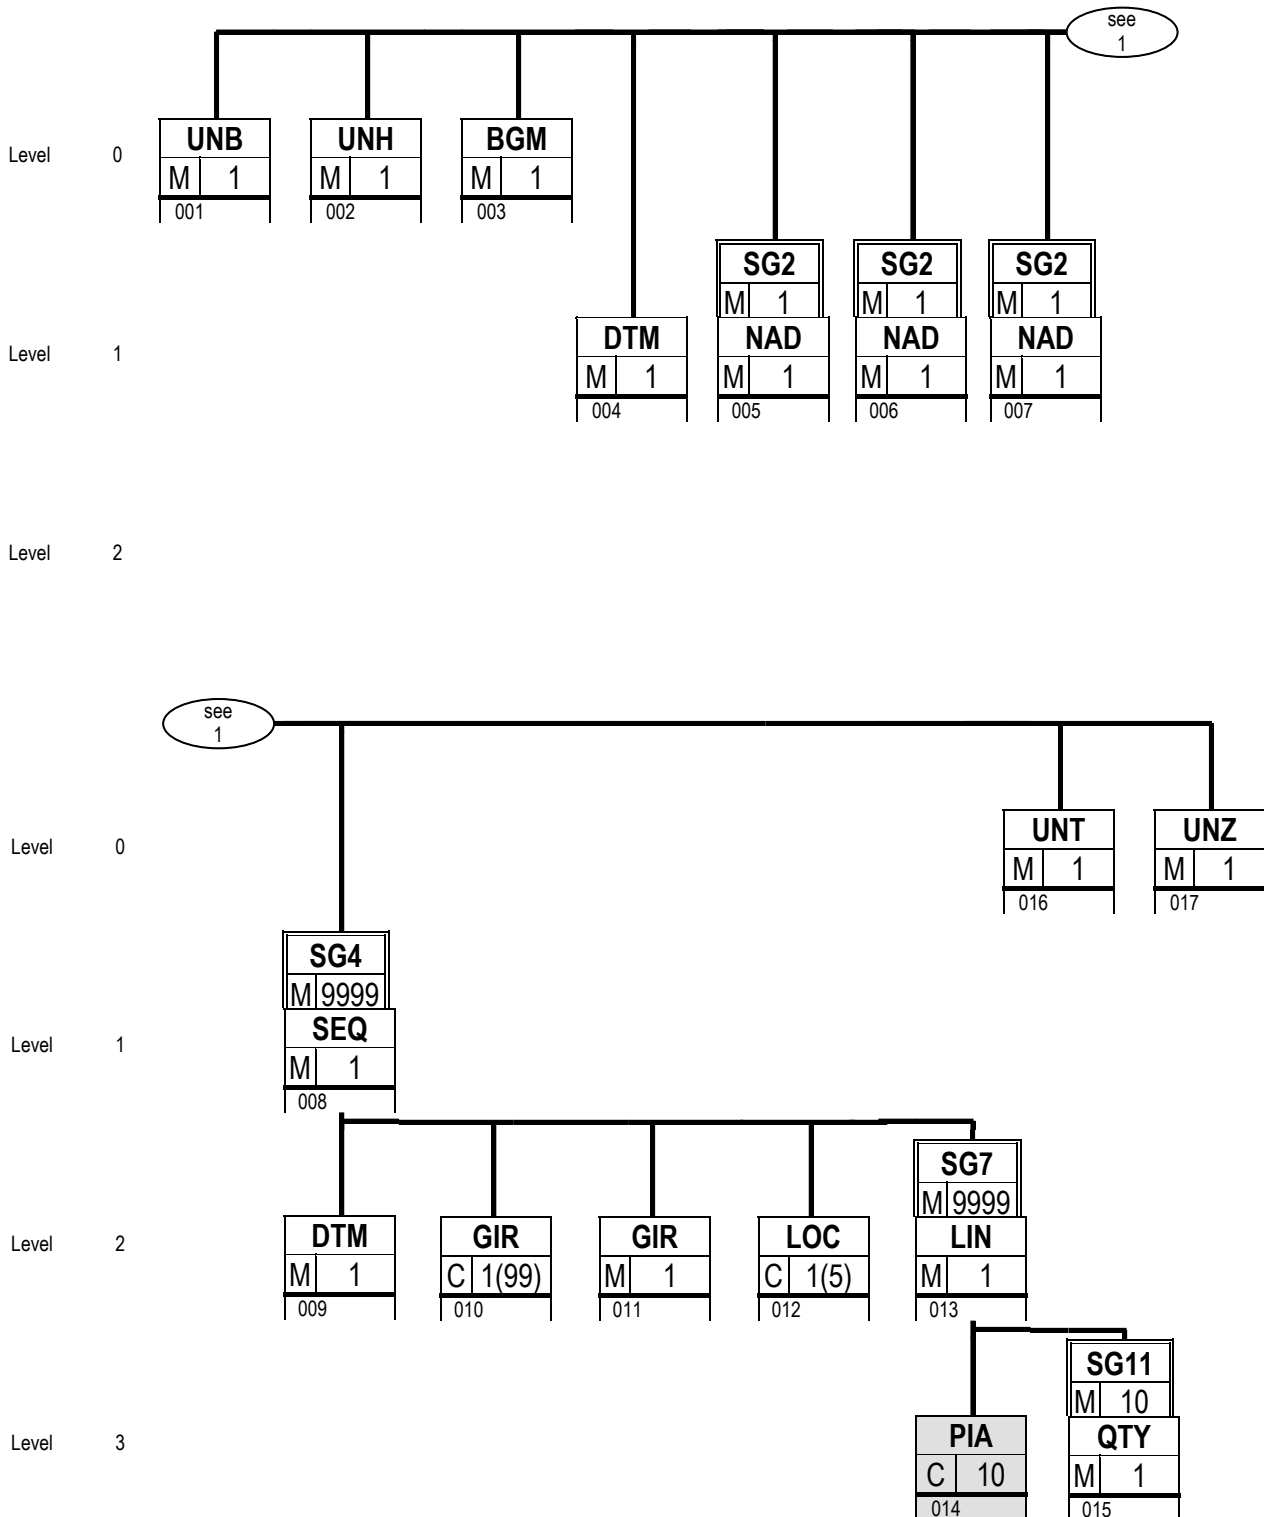 see
1
Level 0
UNB UNH BGM
M 1 M 1 M 1
001 002 003
SG2 SG2 SG2
M 1 M 1 M 1
Level 1
DTM NAD NAD NAD
M 1 M 1 M 1 M 1
004 005 006 007
Level 2
see
1
Level 0
UNT UNZ
M 1 M 1
016 017
SG4
M 9999
Level 1
SEQ
M 1
008
SG7
M 9999
Level 2
DTM GIR GIR LOC LIN
M 1 C 1(99) M 1 C 1(5) M 1
009 010 011 012 013
SG11
M 10
Level 3
PIA QTY
C 10 M 1
014 015